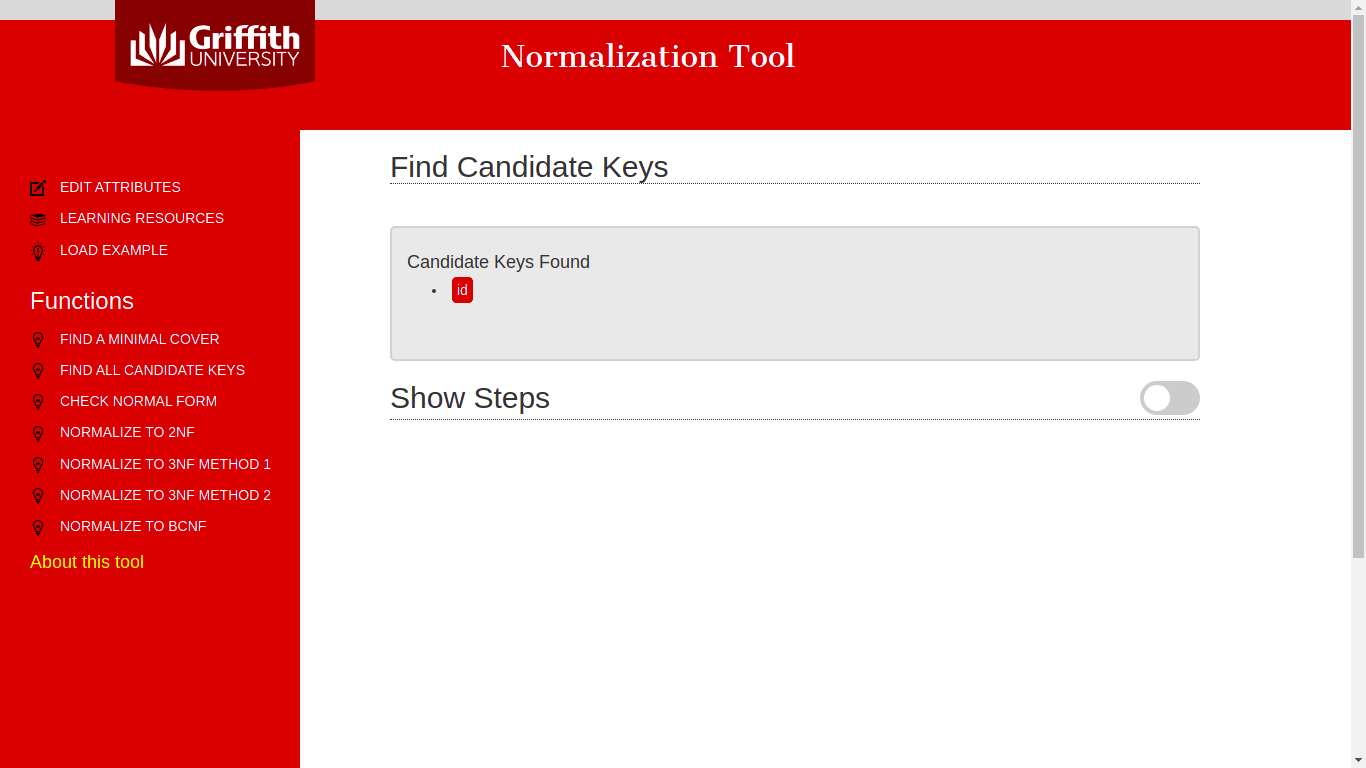 Griffith
UNIVERSITY
Normalization Tool
EDIT ATTRIBUTES
LEARNING RESOURCES
LOAD EXAMPLE
Functions
FIND A MINIMAL COVER
FIND ALL CANDIDATE KEYS
CHECK NORMAL FORM
NORMALIZE TO 2NF
NORMALIZE TO 3NF METHOD 1
NORMALIZE TO 3NF METHOD 2
NORMALIZE TO BCNF
About this tool
Find Candidate Keys
Candidate Keys Found
id
Show Steps